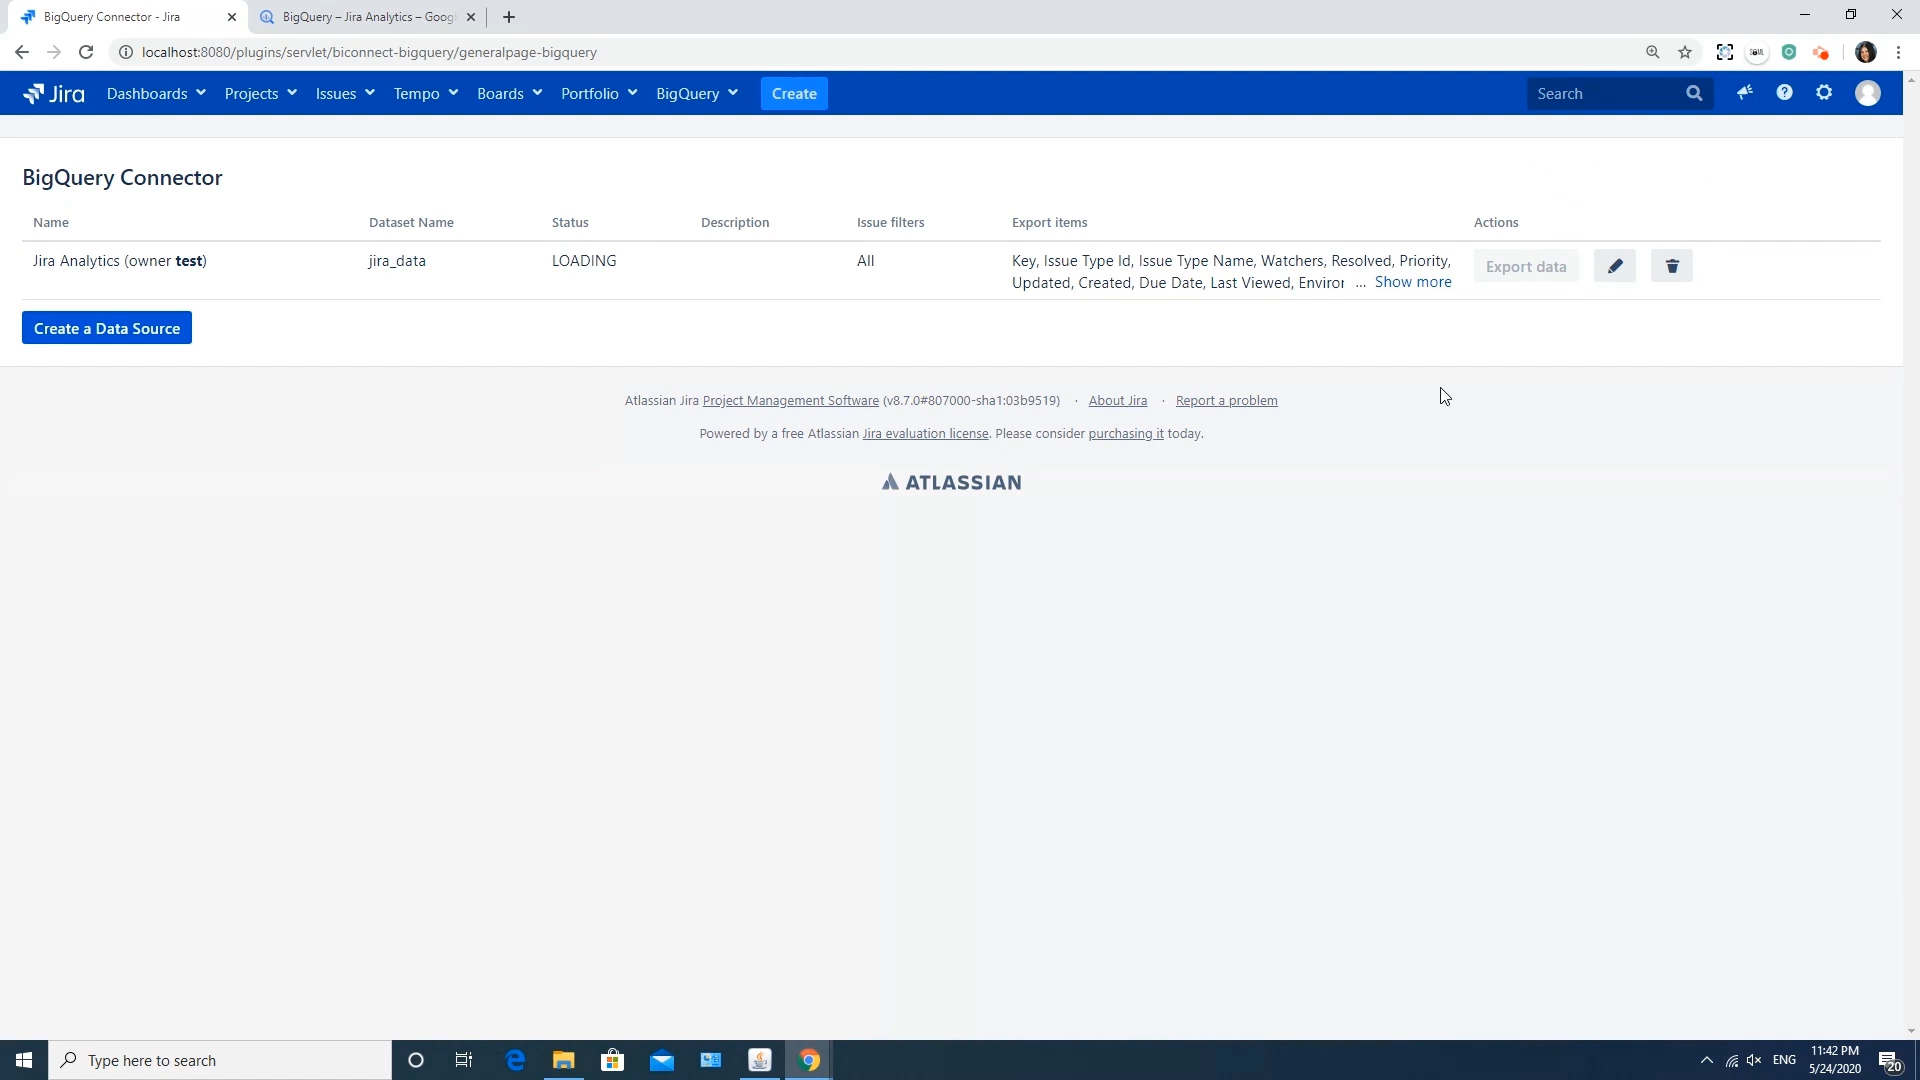 BigQuery Connector - Jira
BigQuery – Jira Analytics – Goog
localhost:8080/plugins/servlet/biconnect-bigquery/generalpage-bigquery
Jira Dashboards Projects Issues Tempo Boards Portfolio BigQuery Create Search
BigQuery Connector
Name Dataset Name Status Description Issue filters Export items Actions
Jira Analytics (owner test) jira_data LOADING All Key, Issue Type Id, Issue Type Name, Watchers, Resolved, Priority, Export data
Updated, Created, Due Date, Last Viewed, Enviror ... Show more
Create a Data Source
Atlassian Jira Project Management Software (v8.7.0#807000-sha1:03b9519) · About Jira · Report a problem
Powered by a free Atlassian Jira evaluation license. Please consider purchasing it today.
ATLASSIAN
Type here to search
ENG
11:42 PM
5/24/2020
20